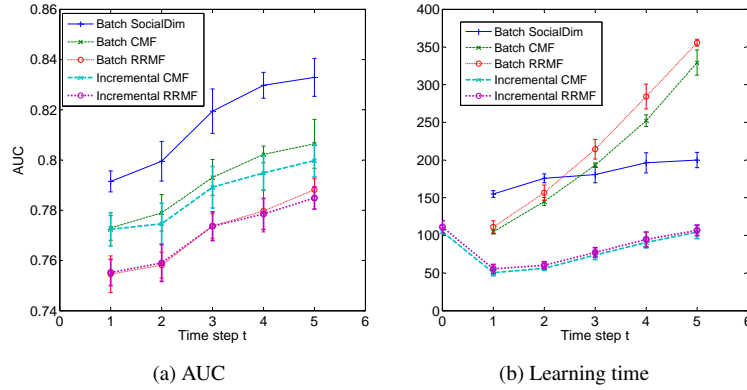 0.86
0.84
0.82
0.8
0.78
0.76
0.74
AUC
Batch SocialDim
Batch CMF
Batch RRMF
Incremental CMF
Incremental RRMF
0 1 2 3 4 5 6
Time step t
(a) AUC
400
350
300
250
200
150
100
50
0
Batch SocialDim
Batch CMF
Batch RRMF
Incremental CMF
Incremental RRMF
0 1 2 3 4 5 6
Time step t
(b) Learning time